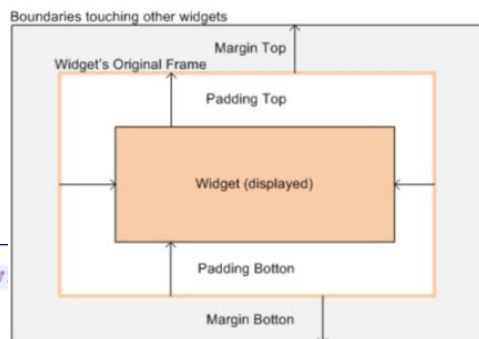 Boundaries touching other widgets
Margin Top
Widget's Original Frame
Padding Top
Widget (displayed)
Padding Botton
Margin Botton